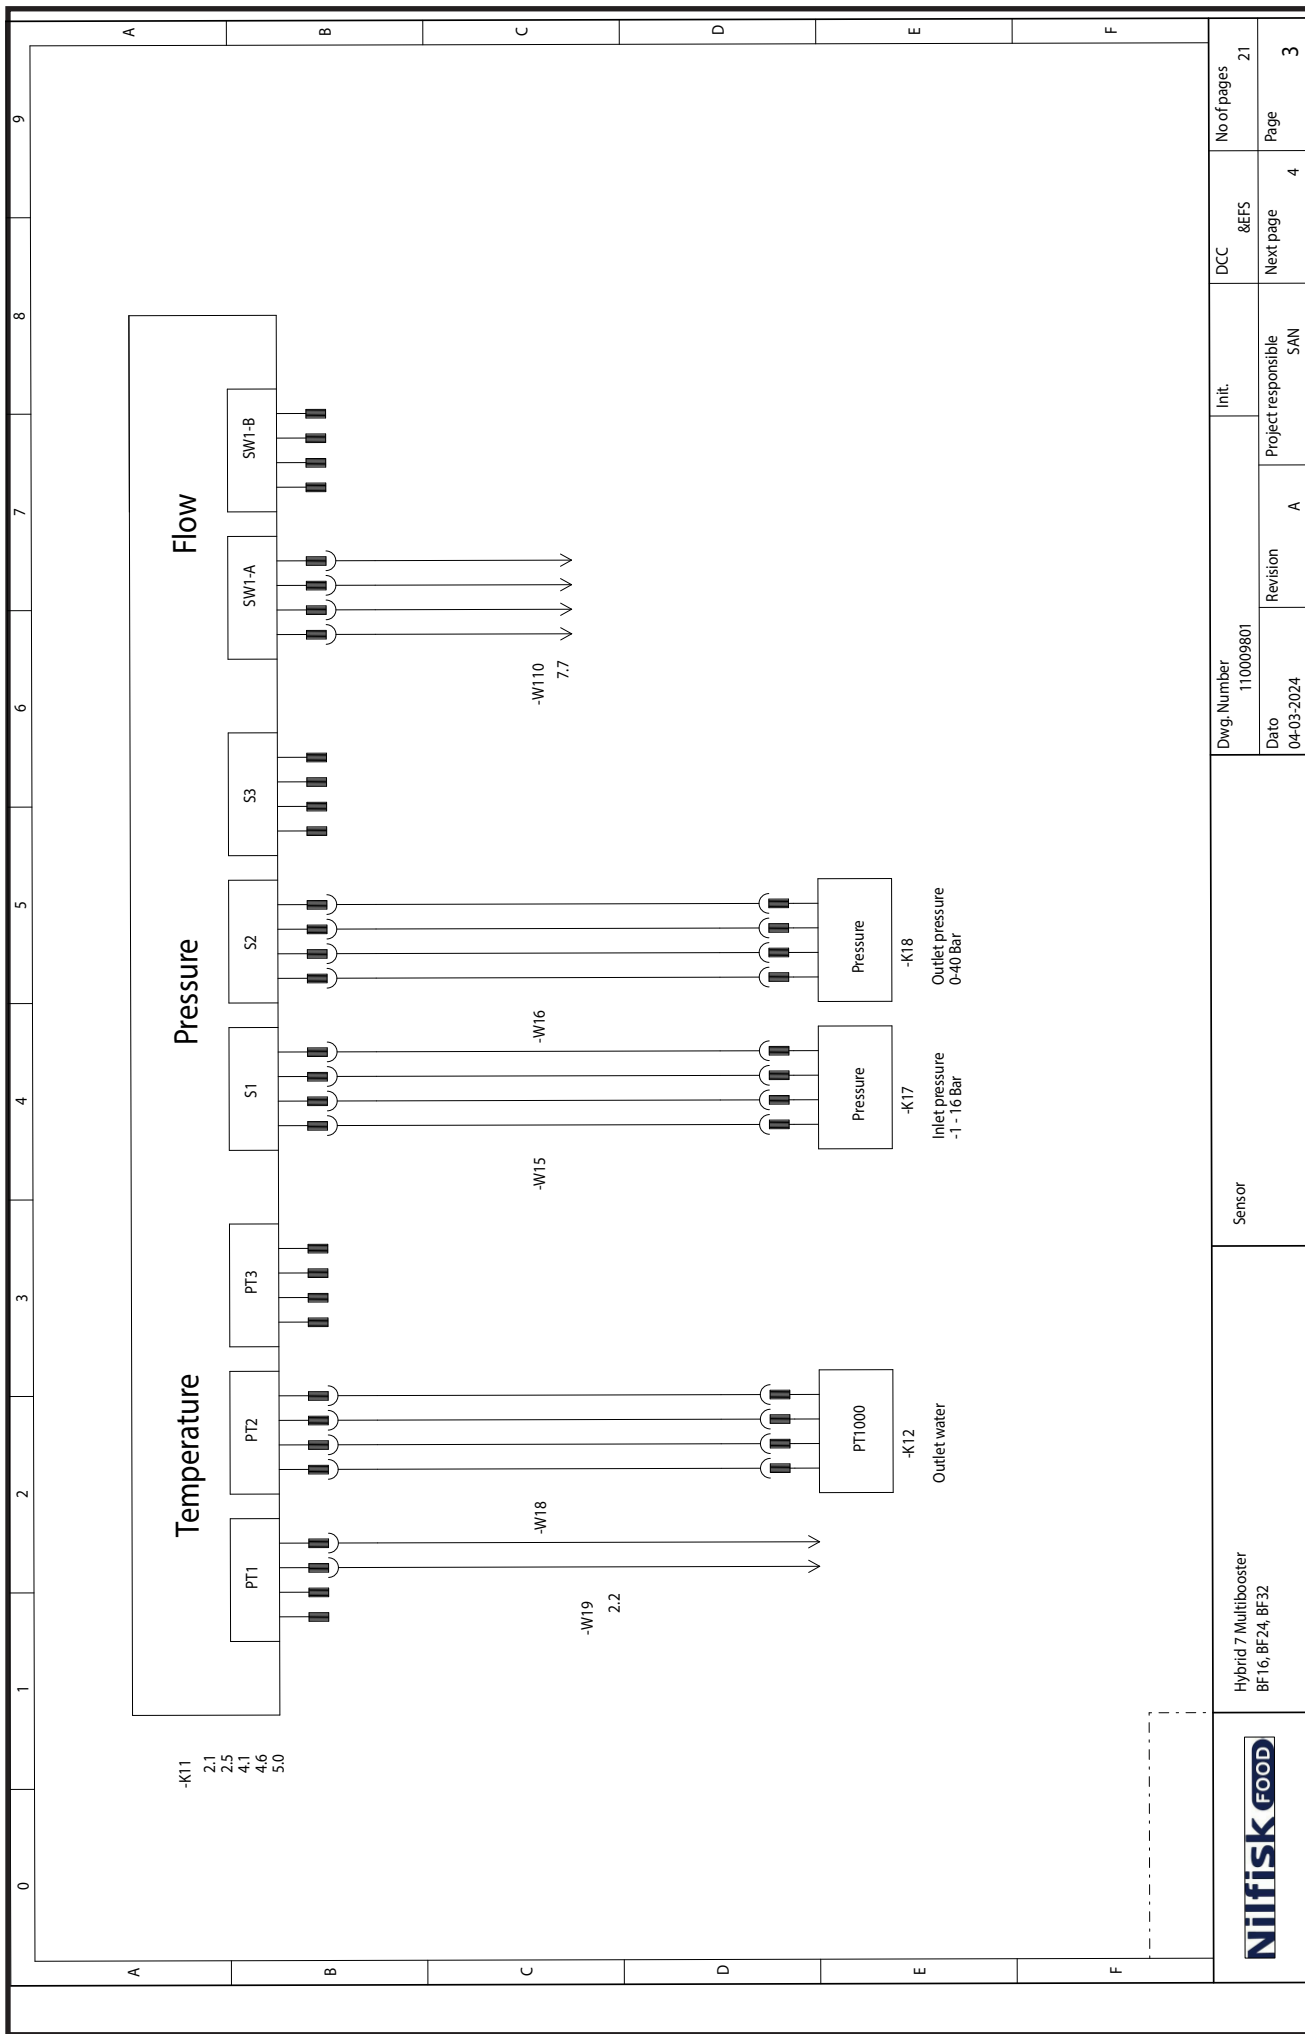 0 1 2 3 4 5 6 7 8 9
A A
B B
C C
D D
E E
F F
-K11
2.1
2.5
4.1
4.6
5.0
Temperature Pressure Flow
PT1 PT2 PT3 S1 S2 S3 SW1-A SW1-B
-W19
2.2
-W18
-W15
-W16
-W110
7.7
PT1000
-K12
Outlet water
Pressure
-K17
Inlet pressure
-1 - 16 Bar
Pressure
-K18
Outlet pressure
0-40 Bar
Nilfisk FOOD
Hybrid 7 Multibooster
BF16, BF24, BF32
Sensor
Dwg. Number
110009801
Init.
DCC
&EFS
No of pages
21
Dato
04-03-2024
Revision
A
Project responsible
SAN
Next page
4
Page
3